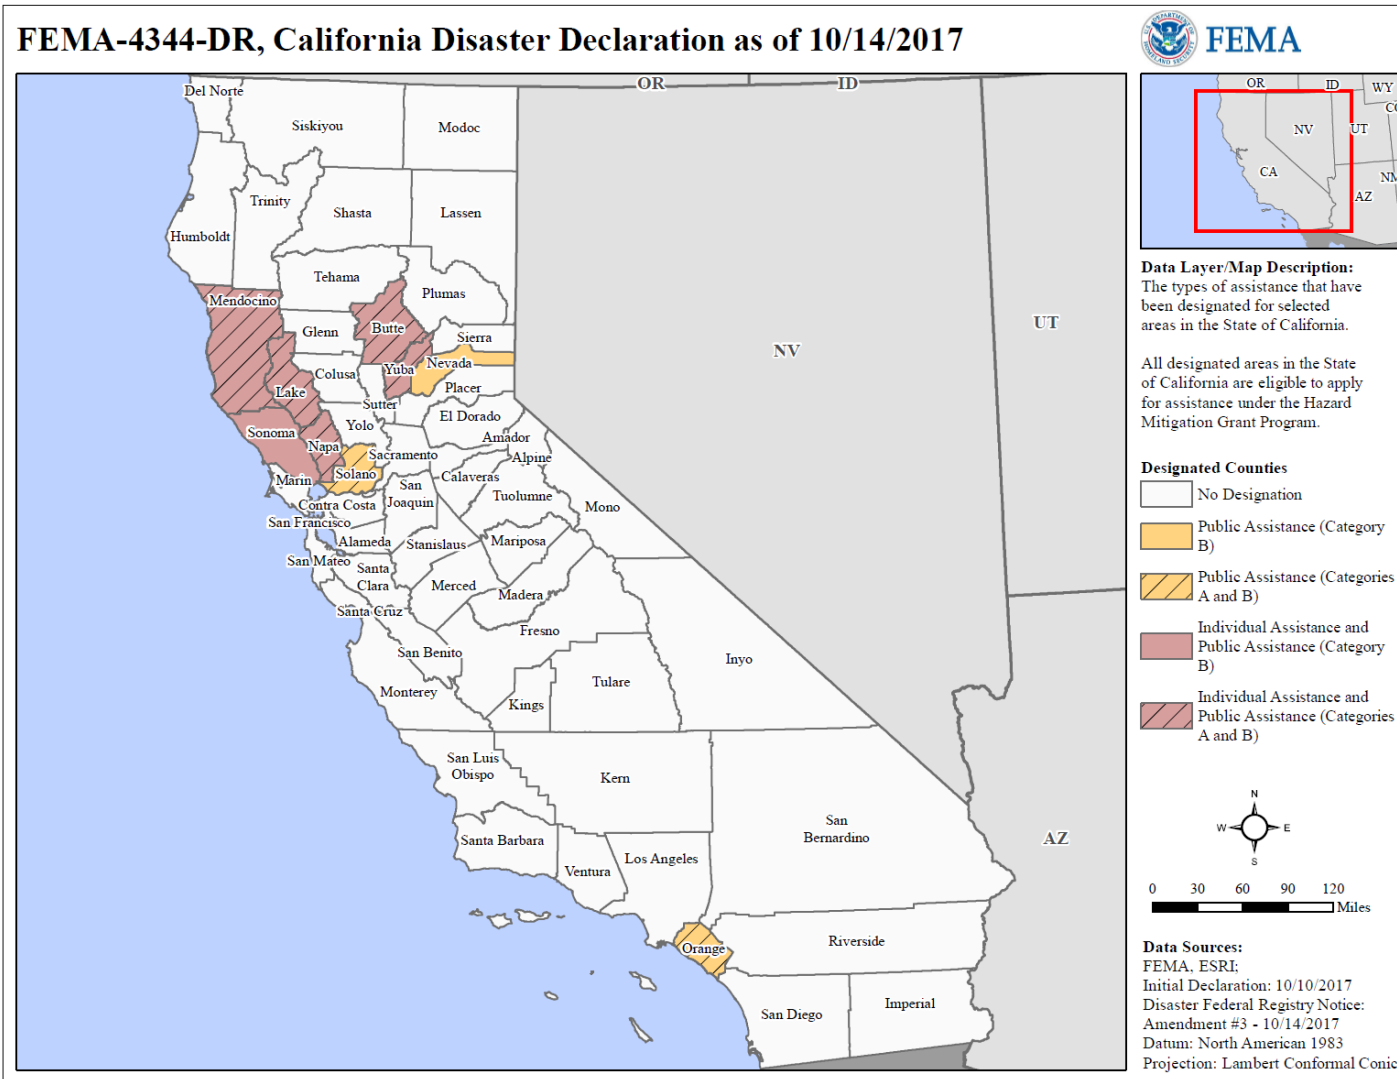 FEMA-4344-DR, California Disaster Declaration as of 10/14/2017
FEMA
OR
ID
NV
UT
AZ
Del Norte
Siskiyou
Modoc
Trinity
Shasta
Lassen
Humboldt
Tehama
Plumas
Mendocino
Glenn
Butte
Sierra
Nevada
Yuba
Colusa
Placer
Lake
Sutter
El Dorado
Yolo
Sonoma
Napa
Amador
Sacramento
Alpine
Solano
Marin
Calaveras
San
Joaquin
Tuolumne
Mono
Contra Costa
San Francisco
Alameda
Stanislaus
Mariposa
San Mateo
Santa
Clara
Merced
Madera
Santa Cruz
Fresno
San Benito
Inyo
Monterey
Kings
Tulare
San Luis
Obispo
Kern
San
Bernardino
Santa Barbara
Ventura
Los Angeles
Orange
Riverside
San Diego
Imperial
OR
ID
WY
NV
UT
CA
AZ
Data Layer/Map Description:
The types of assistance that have
been designated for selected
areas in the State of California.
All designated areas in the State
of California are eligible to apply
for assistance under the Hazard
Mitigation Grant Program.
Designated Counties
No Designation
Public Assistance (Category
B)
Public Assistance (Categories
A and B)
Individual Assistance and
Public Assistance (Category
B)
Individual Assistance and
Public Assistance (Categories
A and B)
N
W E
S
0 30 60 90 120
Miles
Data Sources:
FEMA, ESRI;
Initial Declaration: 10/10/2017
Disaster Federal Registry Notice:
Amendment #3 - 10/14/2017
Datum: North American 1983
Projection: Lambert Conformal Conic